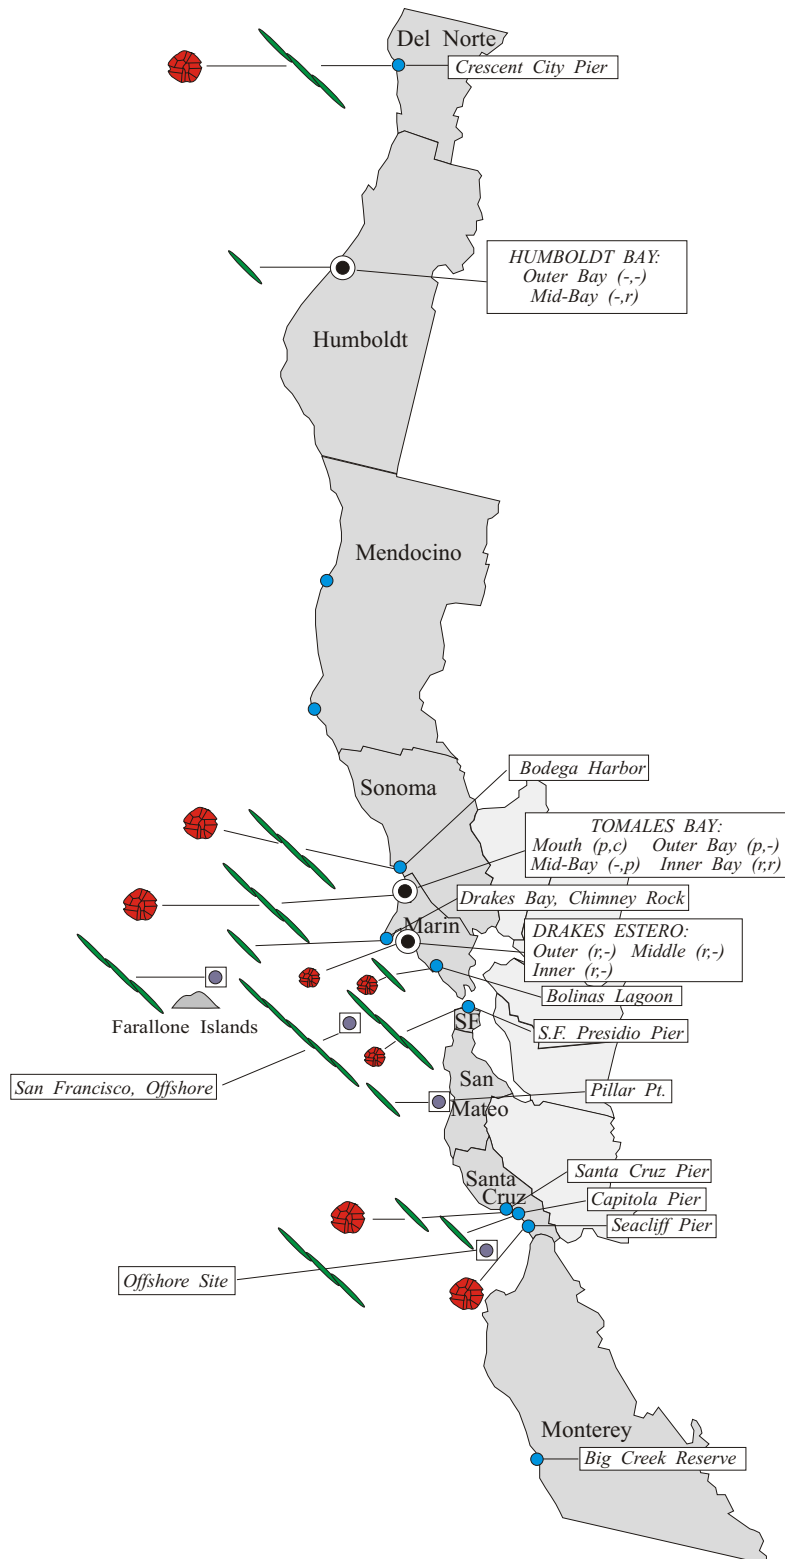 Del Norte
Crescent City Pier
HUMBOLDT BAY:
Outer Bay (-,-)
Mid-Bay (-,r)
Humboldt
Mendocino
Bodega Harbor
Sonoma
TOMALES BAY:
Mouth (p,c) Outer Bay (p,-)
Mid-Bay (-,p) Inner Bay (r,r)
Drakes Bay, Chimney Rock
Marin
DRAKES ESTERO:
Outer (r,-) Middle (r,-)
Inner (r,-)
Bolinas Lagoon
Farallone Islands
SF
S.F. Presidio Pier
San Francisco, Offshore
San
Mateo
Pillar Pt.
Santa
Cruz
Santa Cruz Pier
Capitola Pier
Seacliff Pier
Offshore Site
Monterey
Big Creek Reserve